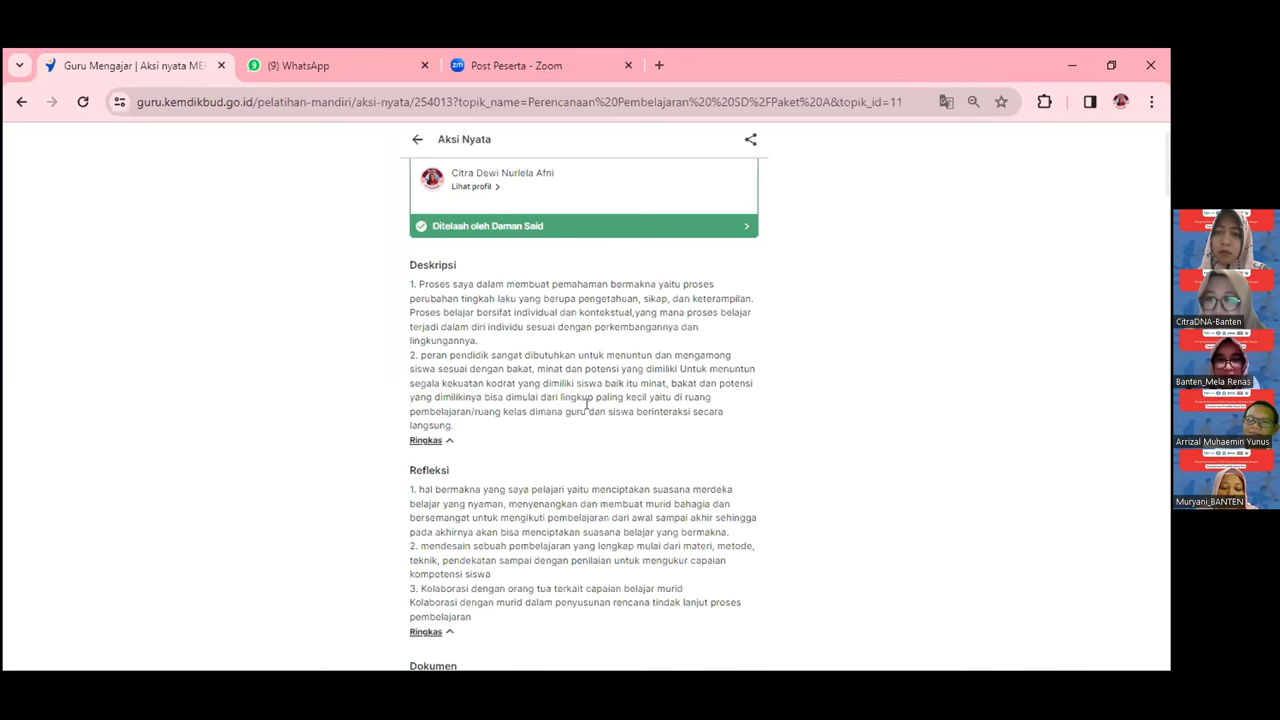 Guru Mengajar | Aksi nyata MEI
(9) WhatsApp
Post Peserta - Zoom
guru.kemdikbud.go.id/pelatihan-mandiri/aksi-nyata/254013?topik_name=Perencanaan%20Pembelajaran%20%20SD%2FPaket%20A&topik_id=11
Aksi Nyata
Citra Dewi Nurlela Afni
Lihat profil
Ditelaah oleh Daman Said
Deskripsi
1. Proses saya dalam membuat pemahaman bermakna yaitu proses
perubahan tingkah laku yang berupa pengetahuan, sikap, dan keterampilan.
Proses belajar bersifat individual dan kontekstual,yang mana proses belajar
terjadi dalam diri individu sesuai dengan perkembangannya dan
lingkungannya.
2. peran pendidik sangat dibutuhkan untuk menuntun dan mengamong
siswa sesuai dengan bakat, minat dan potensi yang dimiliki Untuk menuntun
segala kekuatan kodrat yang dimiliki siswa baik itu minat, bakat dan potensi
yang dimilikinya bisa dimulai dari lingkup paling kecil yaitu di ruang
pembelajaran/ruang kelas dimana guru dan siswa berinteraksi secara
langsung.
Ringkas
Refleksi
1. hal bermakna yang saya pelajari yaitu menciptakan suasana merdeka
belajar yang nyaman, menyenangkan dan membuat murid bahagia dan
bersemangat untuk mengikuti pembelajaran dari awal sampai akhir sehingga
pada akhirnya akan bisa menciptakan suasana belajar yang bermakna.
2. mendesain sebuah pembelajaran yang lengkap mulai dari materi, metode,
teknik, pendekatan sampai dengan penilaian untuk mengukur capaian
kompetensi siswa
3. Kolaborasi dengan orang tua terkait capaian belajar murid
Kolaborasi dengan murid dalam penyusunan rencana tindak lanjut proses
pembelajaran
Ringkas
Dokumen
CitraDNA-Banten
Banten_Mela Renas
Arrizal Muhaemin Yunus
Muryani_BANTEN